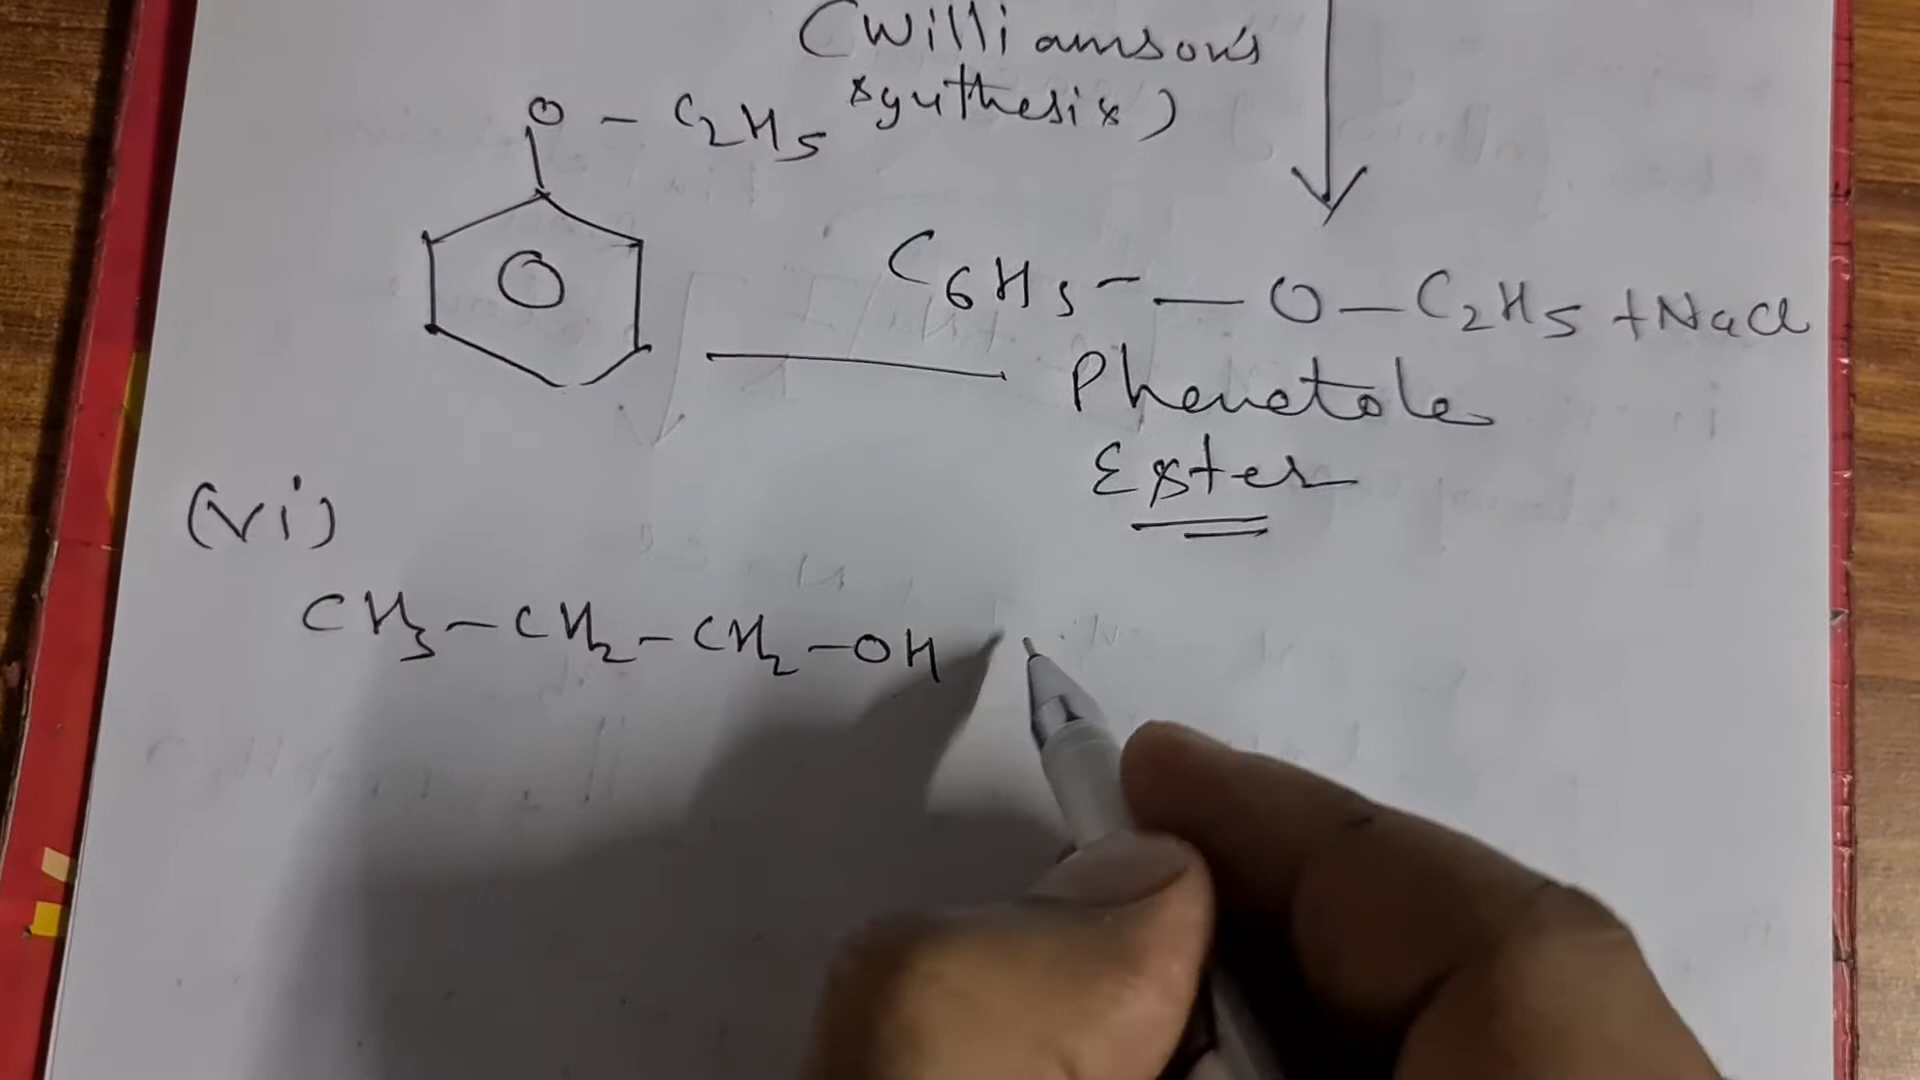 (Williamson's
synthesis)
O - C2H5
C6H5 - — O — C2H5 + NaCl
Phenetole
Ester
(vi)
CH3-CH2-CH2-OH